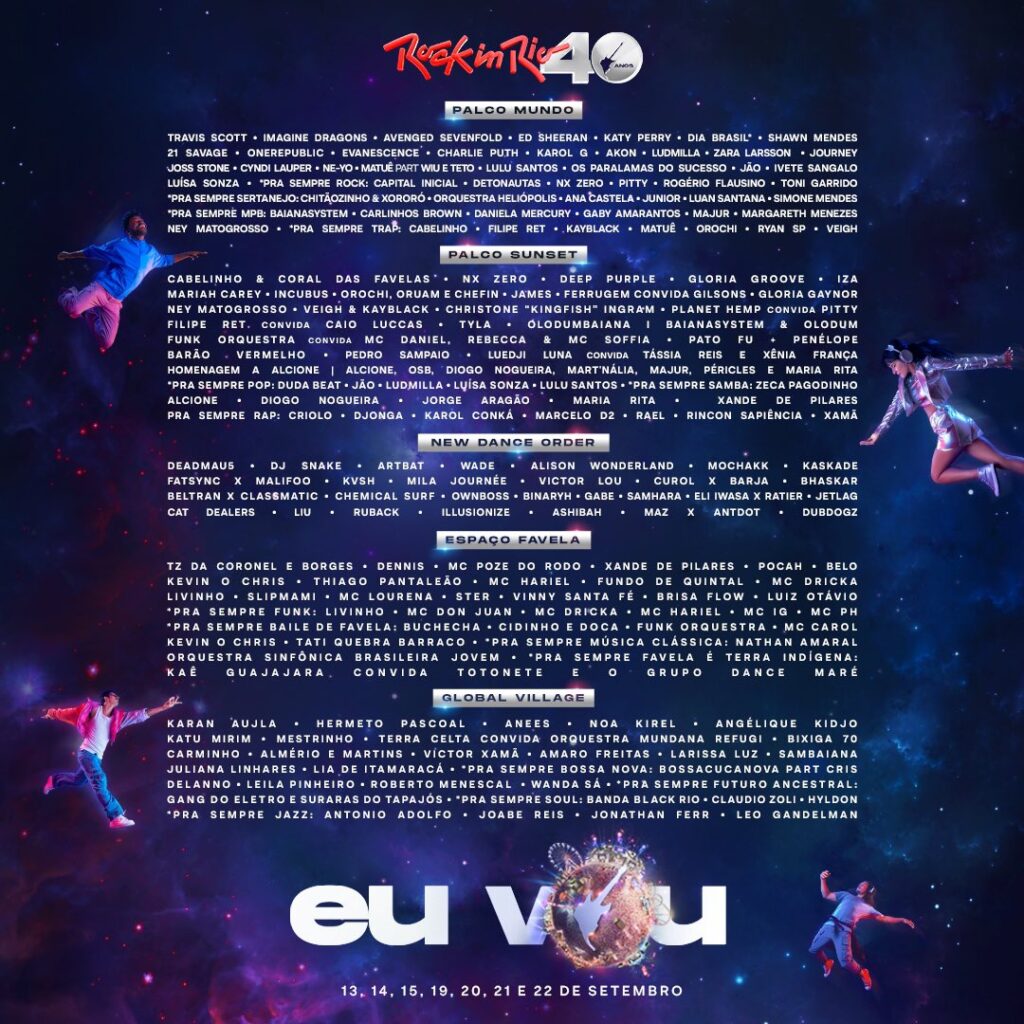 Rock in Rio 40
ANOS
PALCO MUNDO
TRAVIS SCOTT • IMAGINE DRAGONS • AVENGED SEVENFOLD • ED SHEERAN • KATY PERRY • DIA BRASIL* • SHAWN MENDES
21 SAVAGE • ONEREPUBLIC • EVANESCENCE • CHARLIE PUTH • KAROL G • AKON • LUDMILLA • ZARA LARSSON • JOURNEY
JOSS STONE • CYNDI LAUPER • NE-YO • MATUÊ PART WIU E TETO • LULU SANTOS • OS PARALAMAS DO SUCESSO • JÃO • IVETE SANGALO
LUÍSA SONZA • *PRA SEMPRE ROCK: CAPITAL INICIAL • DETONAUTAS • NX ZERO • PITTY • ROGÉRIO FLAUSINO • TONI GARRIDO
*PRA SEMPRE SERTANEJO: CHITÃOZINHO & XORORÓ • ORQUESTRA HELIÓPOLIS • ANA CASTELA • JUNIOR • LUAN SANTANA • SIMONE MENDES
*PRA SEMPRE MPB: BAIANASYSTEM • CARLINHOS BROWN • DANIELA MERCURY • GABY AMARANTOS • MAJUR • MARGARETH MENEZES
NEY MATOGROSSO • *PRA SEMPRE TRAP: CABELINHO • FILIPE RET • KAYBLACK • MATUÊ • OROCHI • RYAN SP • VEIGH
PALCO SUNSET
CABELINHO & CORAL DAS FAVELAS • NX ZERO • DEEP PURPLE • GLORIA GROOVE • IZA
MARIAH CAREY • INCUBUS • OROCHI, ORUAM E CHEFIN • JAMES • FERRUGEM CONVIDA GILSONS • GLORIA GAYNOR
NEY MATOGROSSO • VEIGH & KAYBLACK • CHRISTONE "KINGFISH" INGRAM • PLANET HEMP CONVIDA PITTY
FILIPE RET CONVIDA CAIO LUCCAS • TYLA • OLODUMBAIANA | BAIANASYSTEM & OLODUM
FUNK ORQUESTRA CONVIDA MC DANIEL, REBECCA & MC SOFFIA • PATO FU + PENÉLOPE
BARÃO VERMELHO • PEDRO SAMPAIO • LUEDJI LUNA CONVIDA TÁSSIA REIS E XÊNIA FRANÇA
HOMENAGEM A ALCIONE | ALCIONE, OSB, DIOGO NOGUEIRA, MART'NÁLIA, MAJUR, PÉRICLES E MARIA RITA
*PRA SEMPRE POP: DUDA BEAT • JÃO • LUDMILLA • LUÍSA SONZA • LULU SANTOS • *PRA SEMPRE SAMBA: ZECA PAGODINHO
ALCIONE • DIOGO NOGUEIRA • JORGE ARAGÃO • MARIA RITA • XANDE DE PILARES
PRA SEMPRE RAP: CRIOLO • DJONGA • KAROL CONKÁ • MARCELO D2 • RAEL • RINCON SAPIÊNCIA • XAMÃ
NEW DANCE ORDER
DEADMAU5 • DJ SNAKE • ARTBAT • WADE • ALISON WONDERLAND • MOCHAKK • KASKADE
FATSYNC X MALIFOO • KVSH • MILA JOURNÉE • VICTOR LOU • CUROL X BARJA • BHASKAR
BELTRAN X CLASSMATIC • CHEMICAL SURF • OWNBOSS • BINARYH • GABE • SAMHARA • ELI IWASA X RATIER • JETLAG
CAT DEALERS • LIU • RUBACK • ILLUSIONIZE • ASHIBAH • MAZ X ANTDOT • DUBDOGZ
ESPAÇO FAVELA
TZ DA CORONEL E BORGES • DENNIS • MC POZE DO RODO • XANDE DE PILARES • POCAH • BELO
KEVIN O CHRIS • THIAGO PANTALEÃO • MC HARIEL • FUNDO DE QUINTAL • MC DRICKA
LIVINHO • SLIPMAMI • MC LOURENA • STER • VINNY SANTA FÉ • BRISA FLOW • LUIZ OTÁVIO
*PRA SEMPRE FUNK: LIVINHO • MC DON JUAN • MC DRICKA • MC HARIEL • MC IG • MC PH
*PRA SEMPRE BAILE DE FAVELA: BUCHECHA • CIDINHO E DOCA • FUNK ORQUESTRA • MC CAROL
KEVIN O CHRIS • TATI QUEBRA BARRACO • *PRA SEMPRE MÚSICA CLÁSSICA: NATHAN AMARAL
ORQUESTRA SINFÔNICA BRASILEIRA JOVEM • *PRA SEMPRE FAVELA É TERRA INDÍGENA:
KAÊ GUAJAJARA CONVIDA TOTONETE E O GRUPO DANCE MARÉ
GLOBAL VILLAGE
KARAN AUJLA • HERMETO PASCOAL • ANEES • NOA KIREL • ANGÉLIQUE KIDJO
KATU MIRIM • MESTRINHO • TERRA CELTA CONVIDA ORQUESTRA MUNDANA REFUGI • BIXIGA 70
CARMINHO • ALMÉRIO E MARTINS • VÍCTOR XAMÃ • AMARO FREITAS • LARISSA LUZ • SAMBAIANA
JULIANA LINHARES • LIA DE ITAMARACÁ • *PRA SEMPRE BOSSA NOVA: BOSSACUCANOVA PART CRIS
DELANNO • LEILA PINHEIRO • ROBERTO MENESCAL • WANDA SÁ • *PRA SEMPRE FUTURO ANCESTRAL:
GANG DO ELETRO E SURARAS DO TAPAJÓS • *PRA SEMPRE SOUL: BANDA BLACK RIO • CLAUDIO ZOLI • HYLDON
*PRA SEMPRE JAZZ: ANTONIO ADOLFO • JOABE REIS • JONATHAN FERR • LEO GANDELMAN
eu vou
13, 14, 15, 19, 20, 21 E 22 DE SETEMBRO